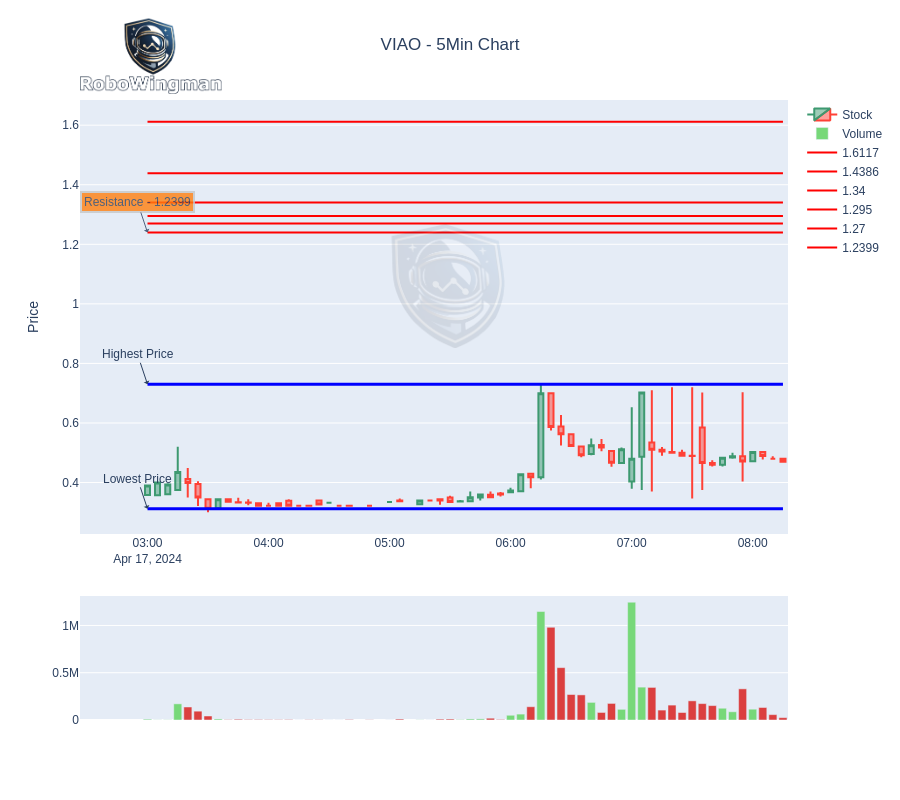 RoboWingman
VIAO - 5Min Chart
Price
1.6
1.4
1.2
1
0.8
0.6
0.4
Resistance - 1.2399
Highest Price
Lowest Price
03:00
04:00
05:00
06:00
07:00
08:00
Apr 17, 2024
1M
0.5M
0
Stock
Volume
1.6117
1.4386
1.34
1.295
1.27
1.2399